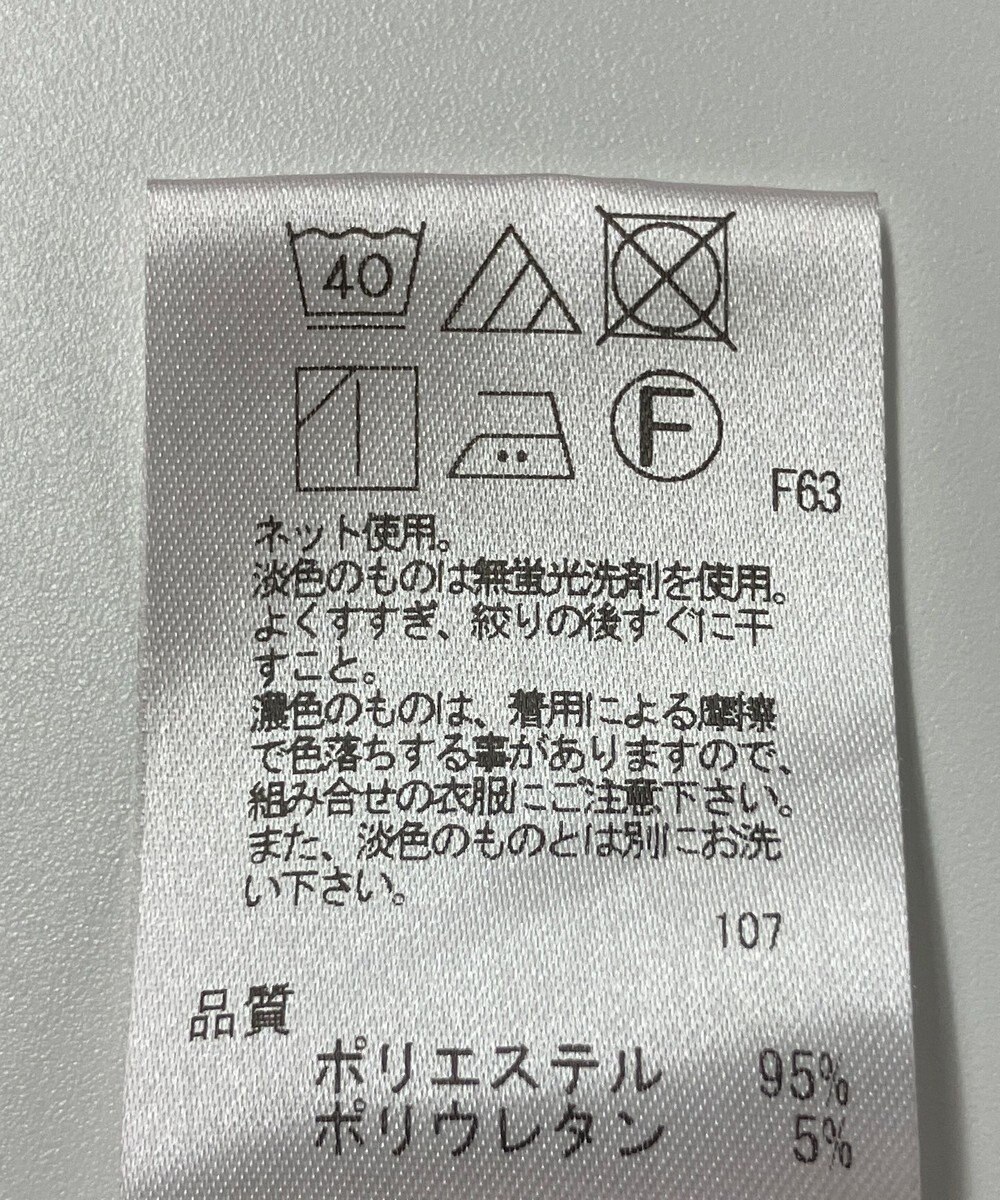 40
F
F63
ネット使用。
淡色のものは無蛍光洗剤を使用。
よくすすぎ、絞りの後すぐに干
すこと。
濃色のものは、着用による摩擦
で色落ちする事がありますので、
組み合せの衣服にご注意下さい。
また、淡色のものとは別にお洗
い下さい。
107
品質
ポリエステル 95%
ポリウレタン 5%